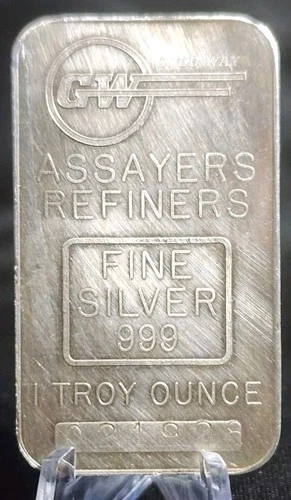 GW
ASSAYERS
REFINERS
FINE
SILVER
999
1 TROY OUNCE